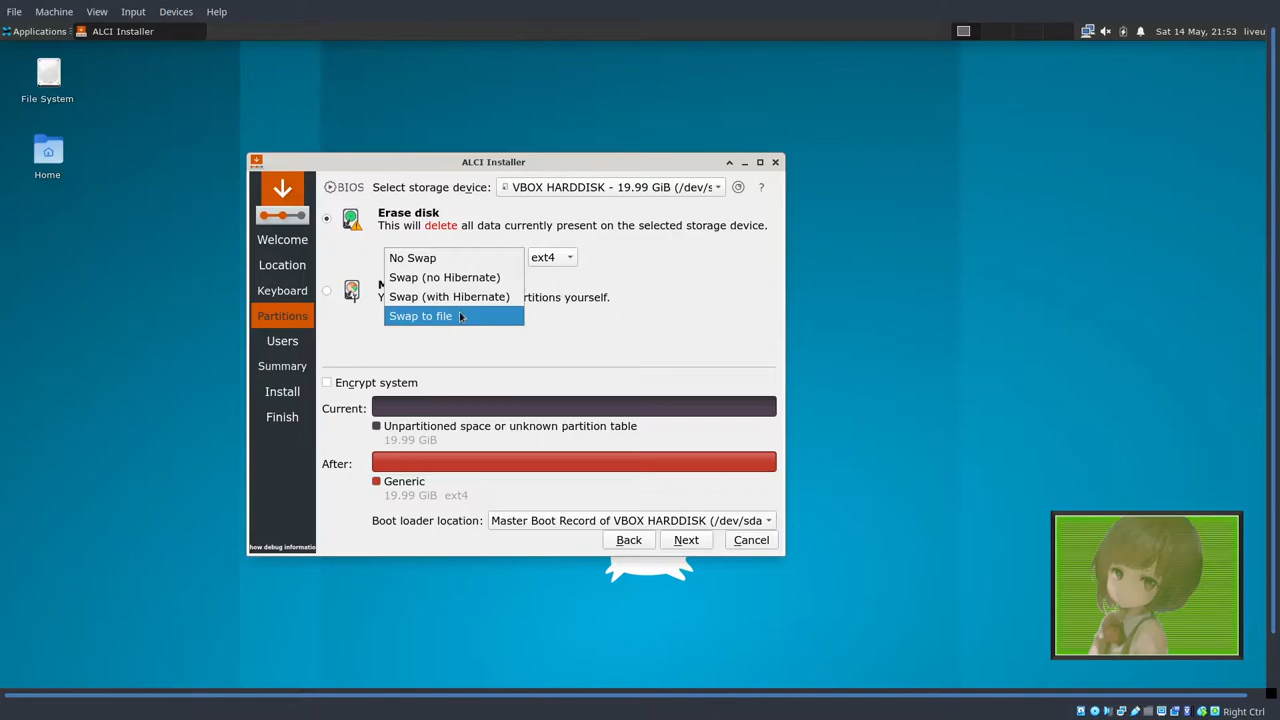 File Machine View Input Devices Help
Applications ALCI Installer Sat 14 May, 21:53 liveu
File System
Home
ALCI Installer
BIOS Select storage device: VBOX HARDDISK - 19.99 GiB (/dev/s
?
Erase disk
This will delete all data currently present on the selected storage device.
No Swap
ext4
Swap (no Hibernate)
Swap (with Hibernate)
Swap to file
M
Y
rtitions yourself.
Welcome
Location
Keyboard
Partitions
Users
Summary
Install
Finish
how debug informatio
Encrypt system
Current:
Unpartitioned space or unknown partition table
19.99 GiB
After:
Generic
19.99 GiB ext4
Boot loader location: Master Boot Record of VBOX HARDDISK (/dev/sda
Back Next Cancel
Right Ctrl